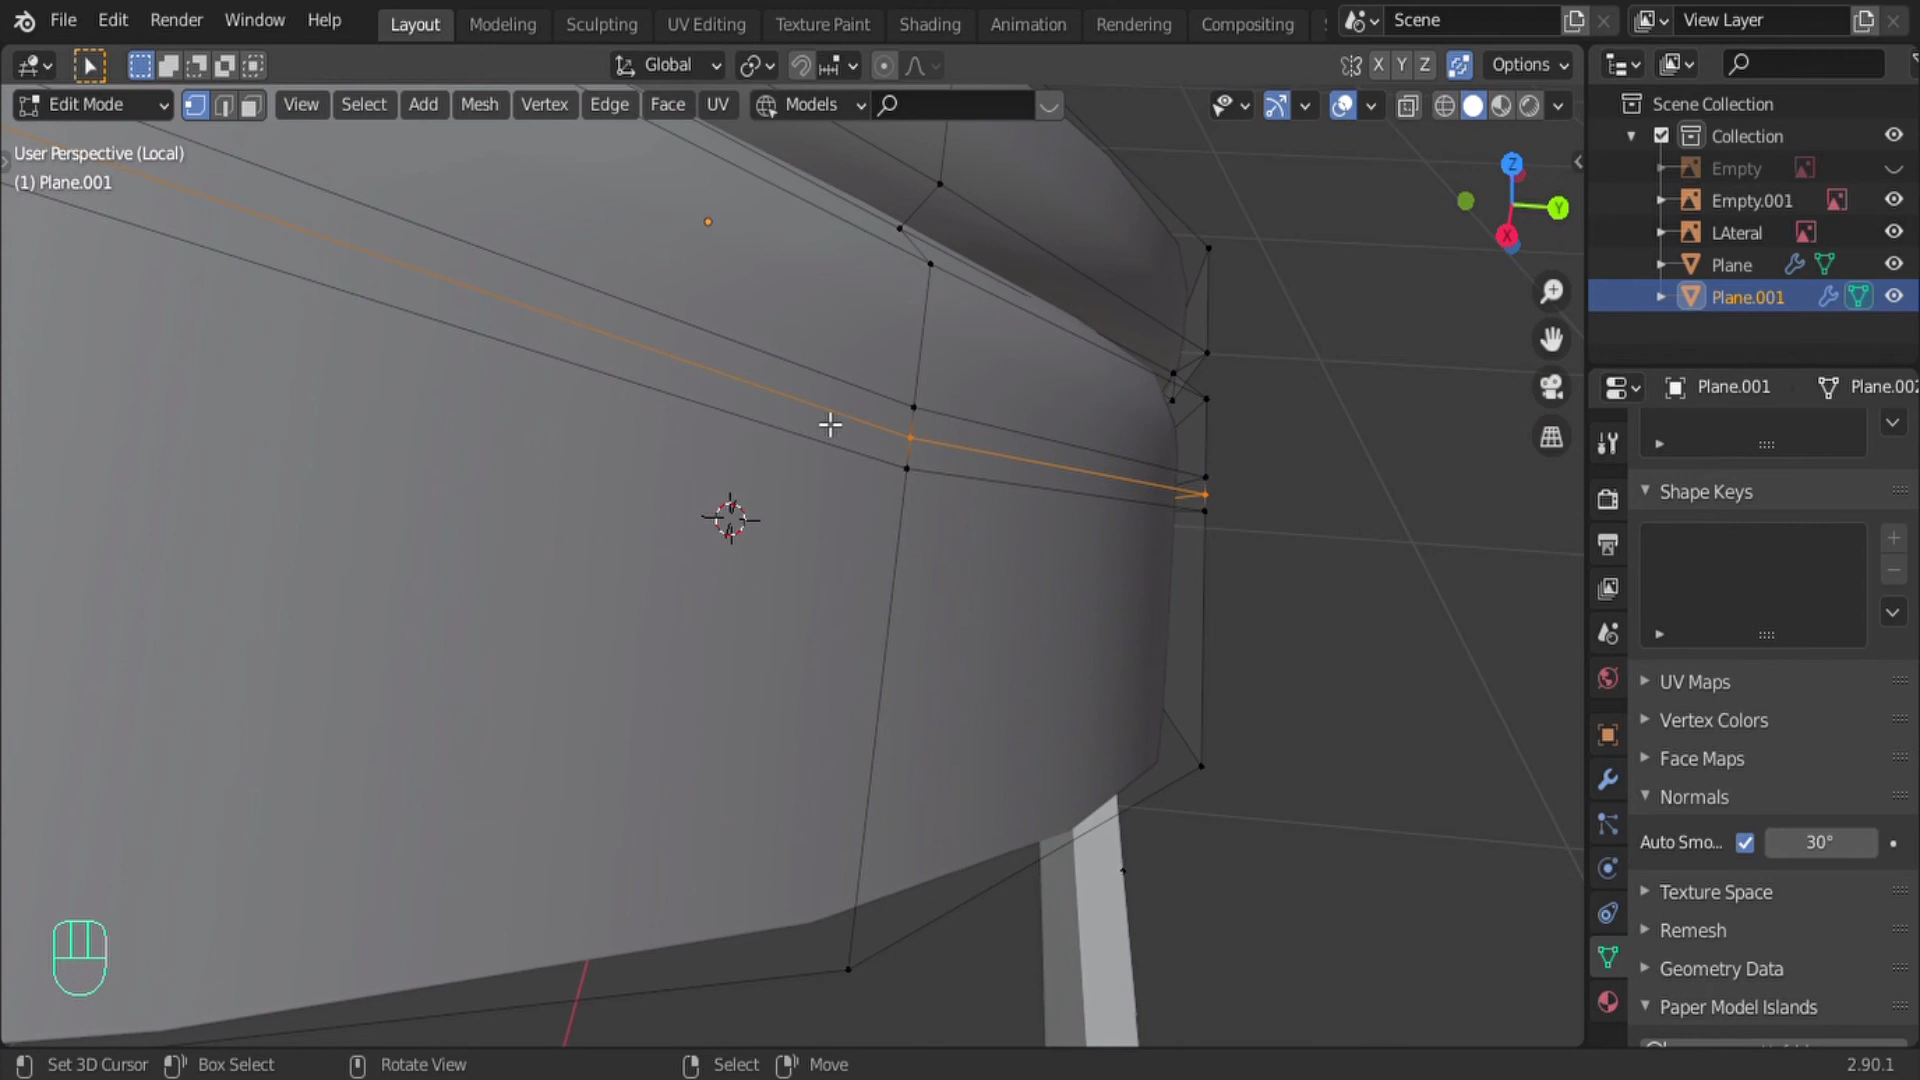 File Edit Render Window Help Layout Modeling Sculpting UV Editing Texture Paint Shading Animation Rendering Compositing Scene View Layer
Global X Y Z Options
Edit Mode View Select Add Mesh Vertex Edge Face UV Models
User Perspective (Local)
(1) Plane.001
Z
Y
X
Scene Collection
Collection
Empty
Empty.001
LAteral
Plane
Plane.001
Plane.001 Plane.002
Shape Keys
UV Maps
Vertex Colors
Face Maps
Normals
Auto Smo... 30°
Texture Space
Remesh
Geometry Data
Paper Model Islands
Set 3D Cursor Box Select Rotate View Select Move 2.90.1